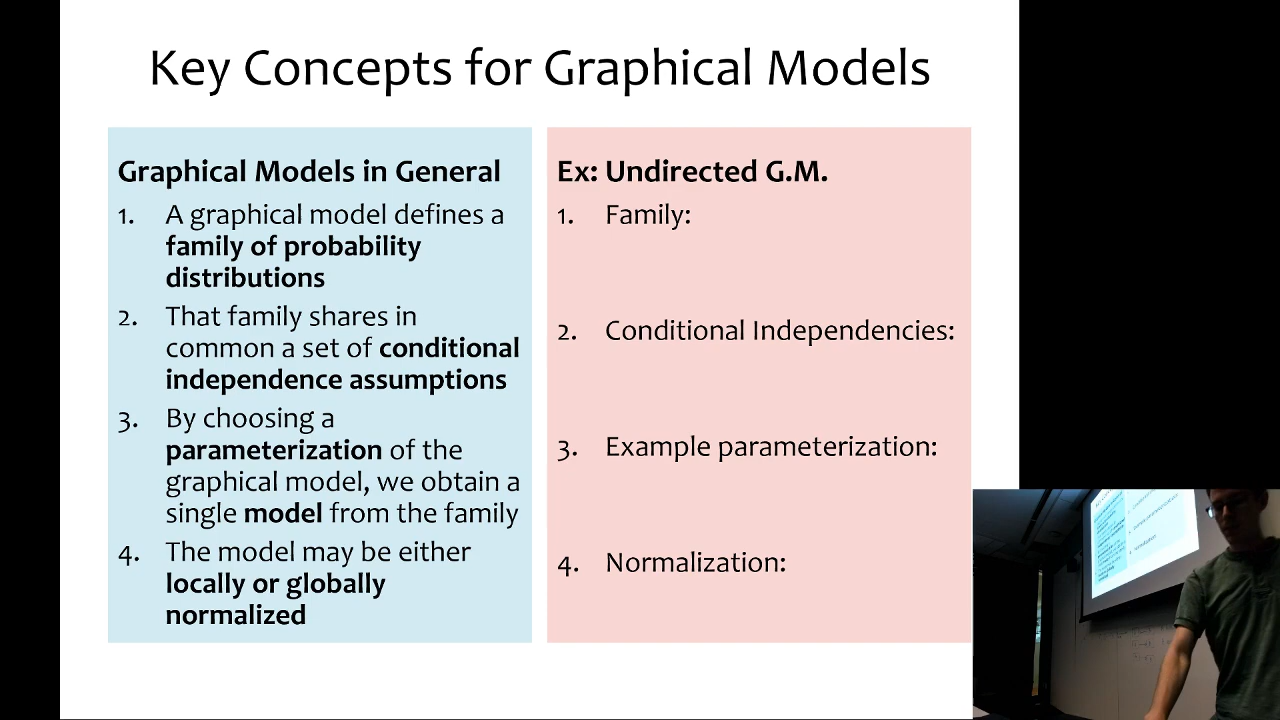 Key Concepts for Graphical Models
Graphical Models in General
1. A graphical model defines a
family of probability
distributions
2. That family shares in
common a set of conditional
independence assumptions
3. By choosing a
parameterization of the
graphical model, we obtain a
single model from the family
4. The model may be either
locally or globally
normalized
Ex: Undirected G.M.
1. Family:
2. Conditional Independencies:
3. Example parameterization:
4. Normalization: